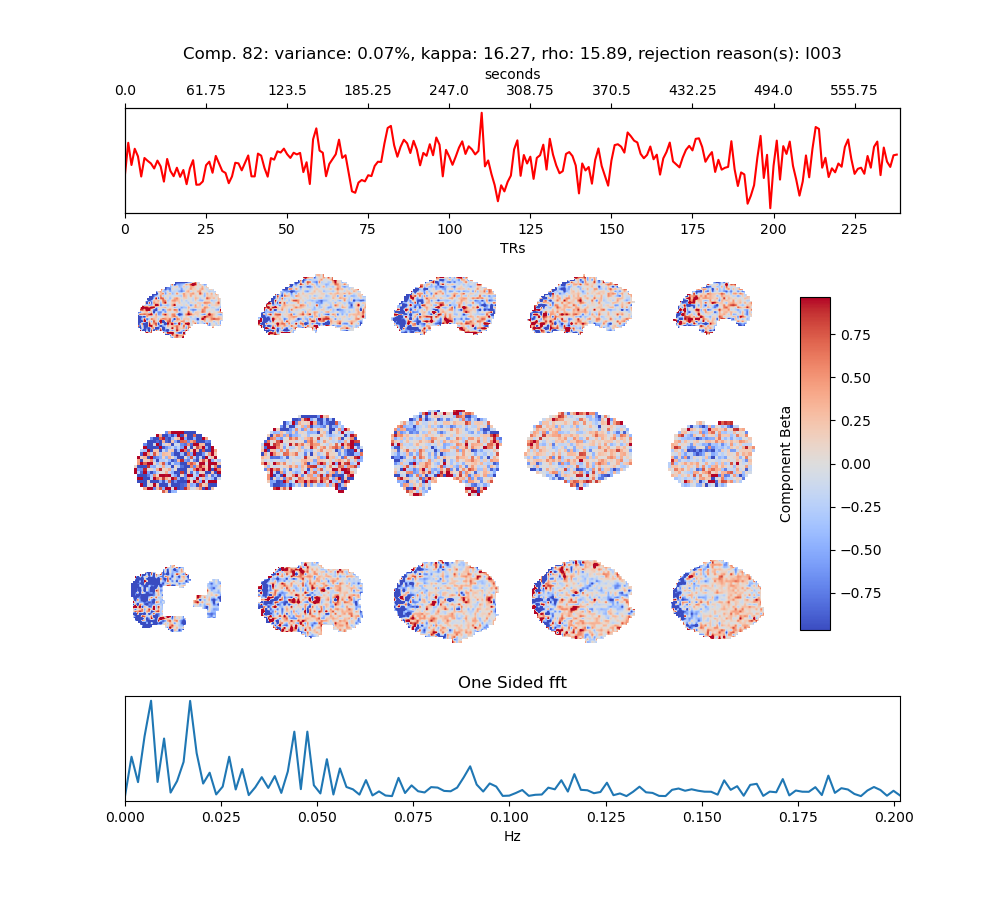 Comp. 82: variance: 0.07%, kappa: 16.27, rho: 15.89, rejection reason(s): I003
seconds
0.0 61.75 123.5 185.25 247.0 308.75 370.5 432.25 494.0 555.75
0 25 50 75 100 125 150 175 200 225
TRs
0.75
0.50
0.25
0.00
−0.25
−0.50
−0.75
Component Beta
One Sided fft
0.000 0.025 0.050 0.075 0.100 0.125 0.150 0.175 0.200
Hz